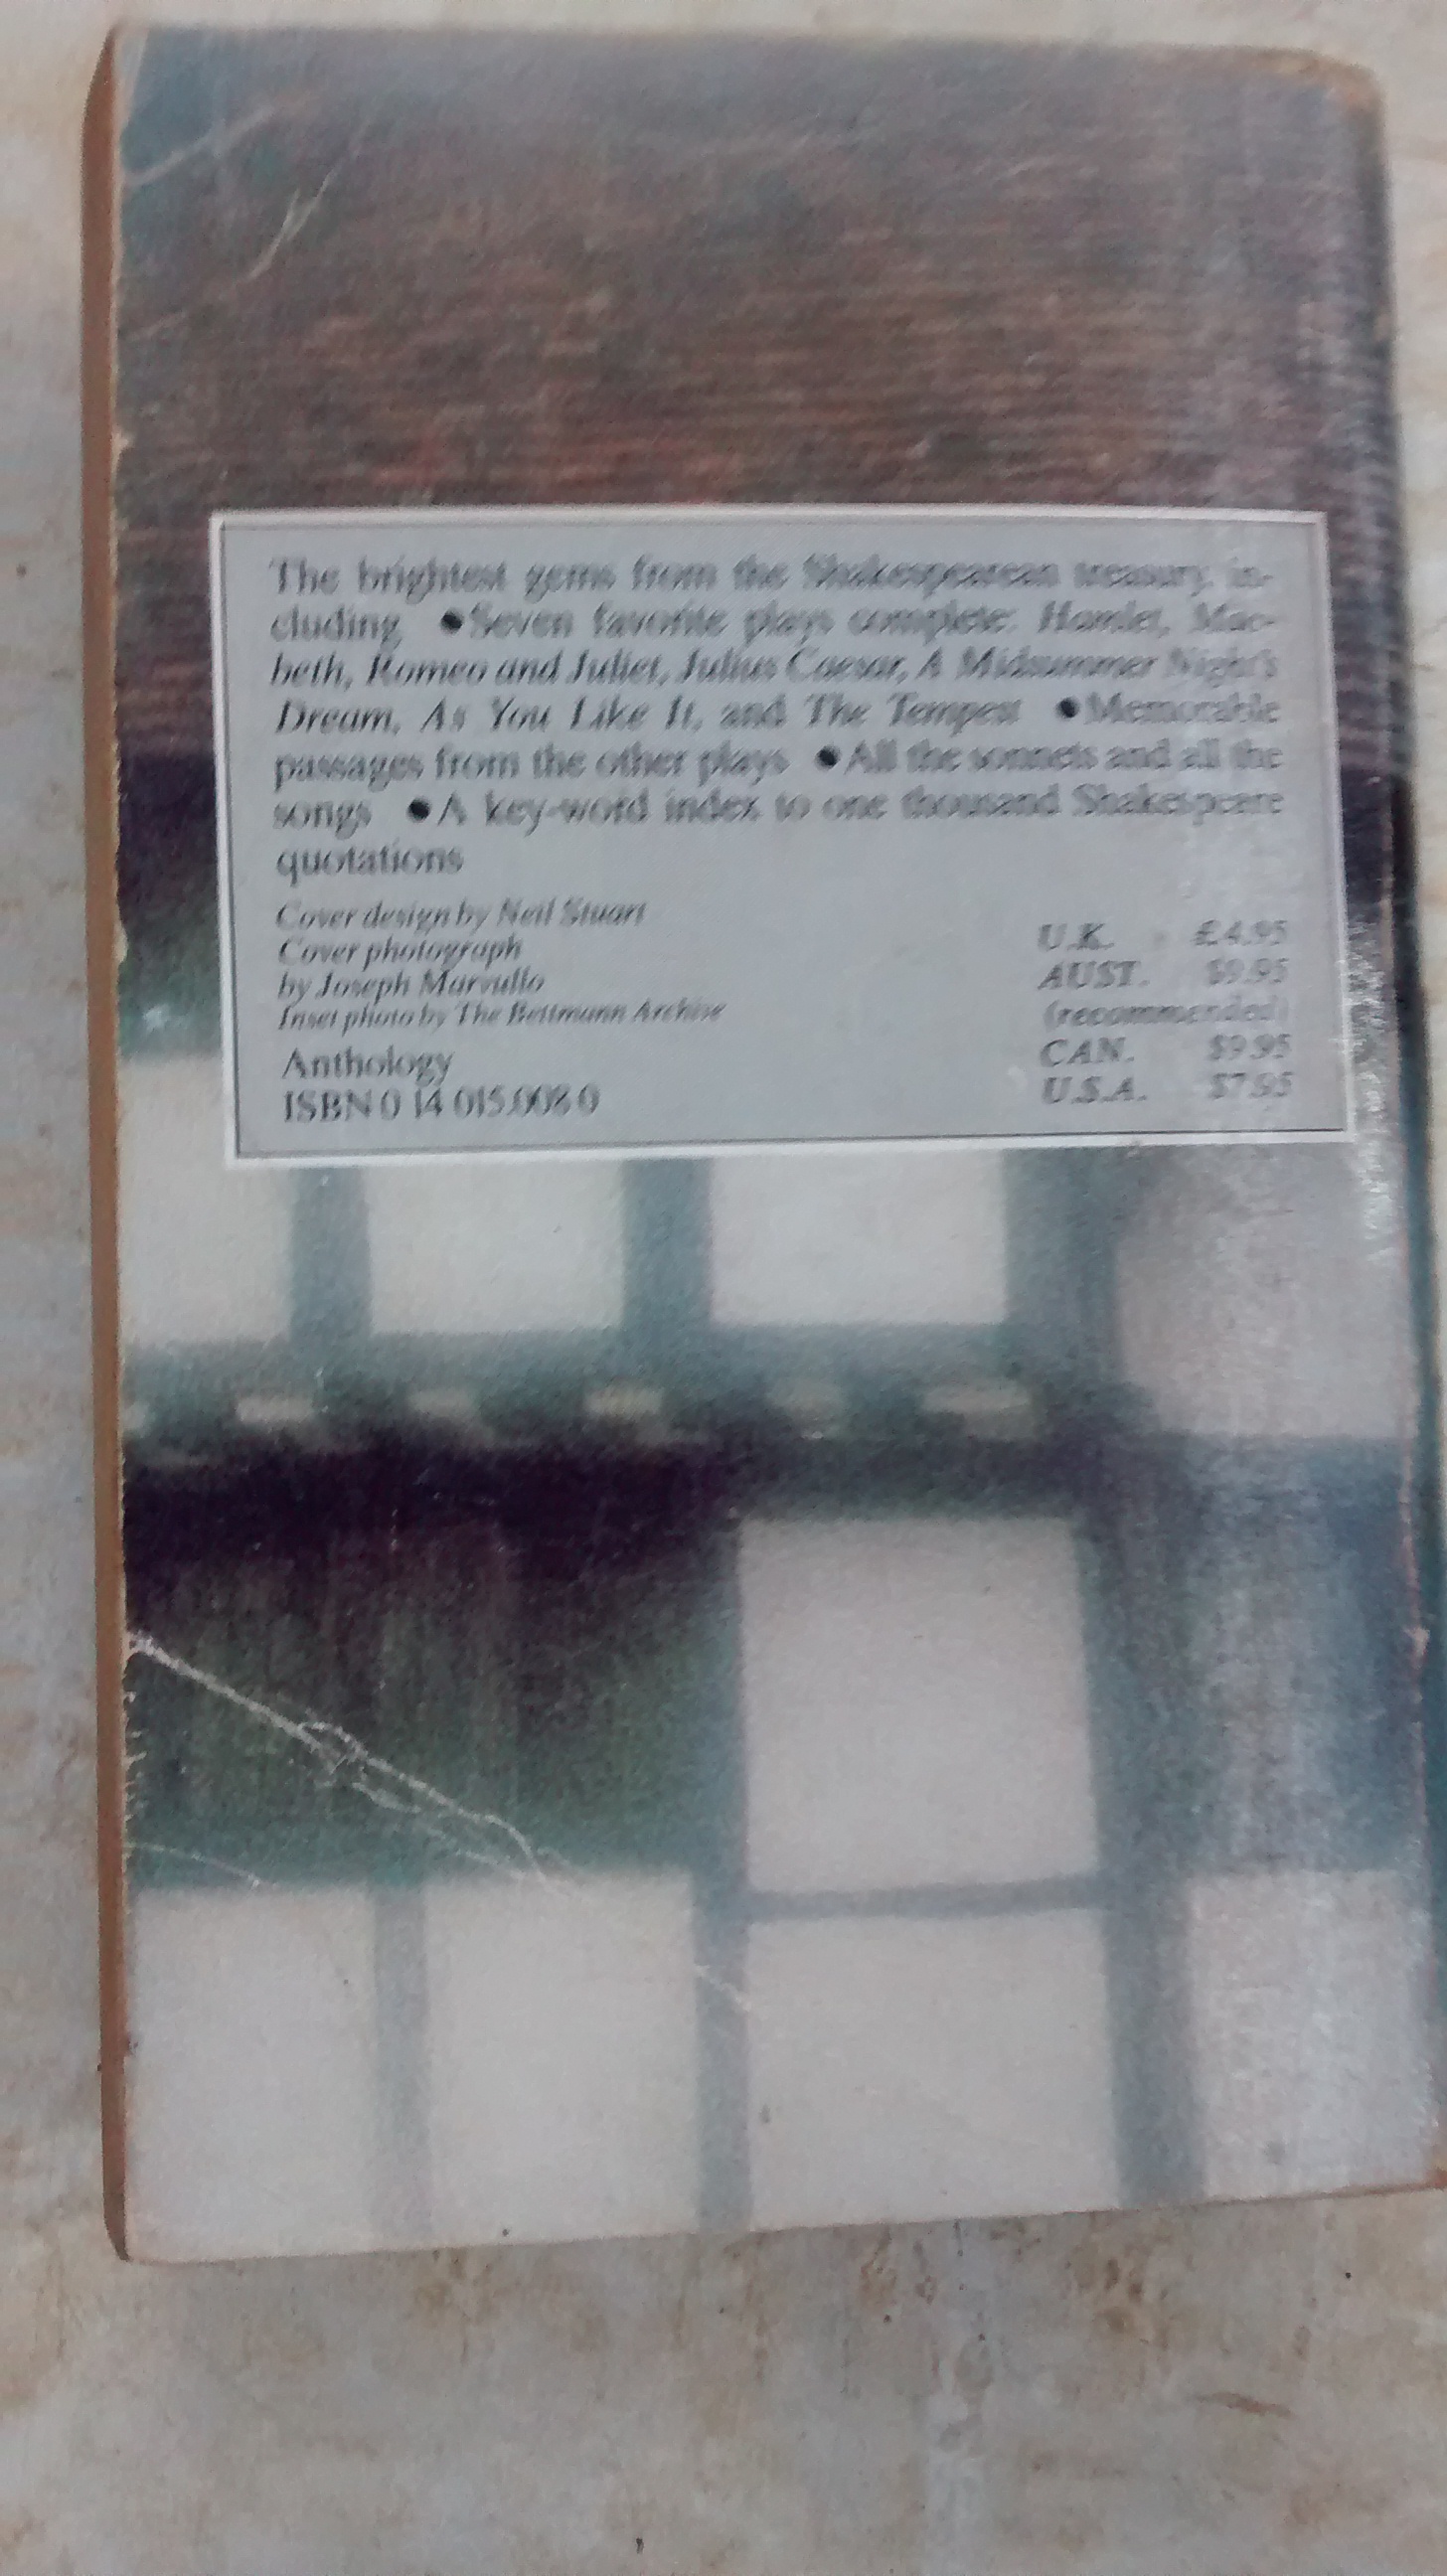 The brightest gems from the Shakespearean treasury, in-
cluding ●Seven favorite plays complete: Hamlet, Mac-
beth, Romeo and Juliet, Julius Caesar, A Midsummer Night's
Dream, As You Like It, and The Tempest ●Memorable
passages from the other plays ●All the sonnets and all the
songs ●A key-word index to one thousand Shakespeare
quotations
Cover design by Neil Stuart
Cover photograph
by Joseph Marvullo
Inset photo by The Bettmann Archive
Anthology
ISBN 0 14 015.008 0
U.K. £4.95
AUST. $9.95
(recommended)
CAN. $9.95
U.S.A. $7.95